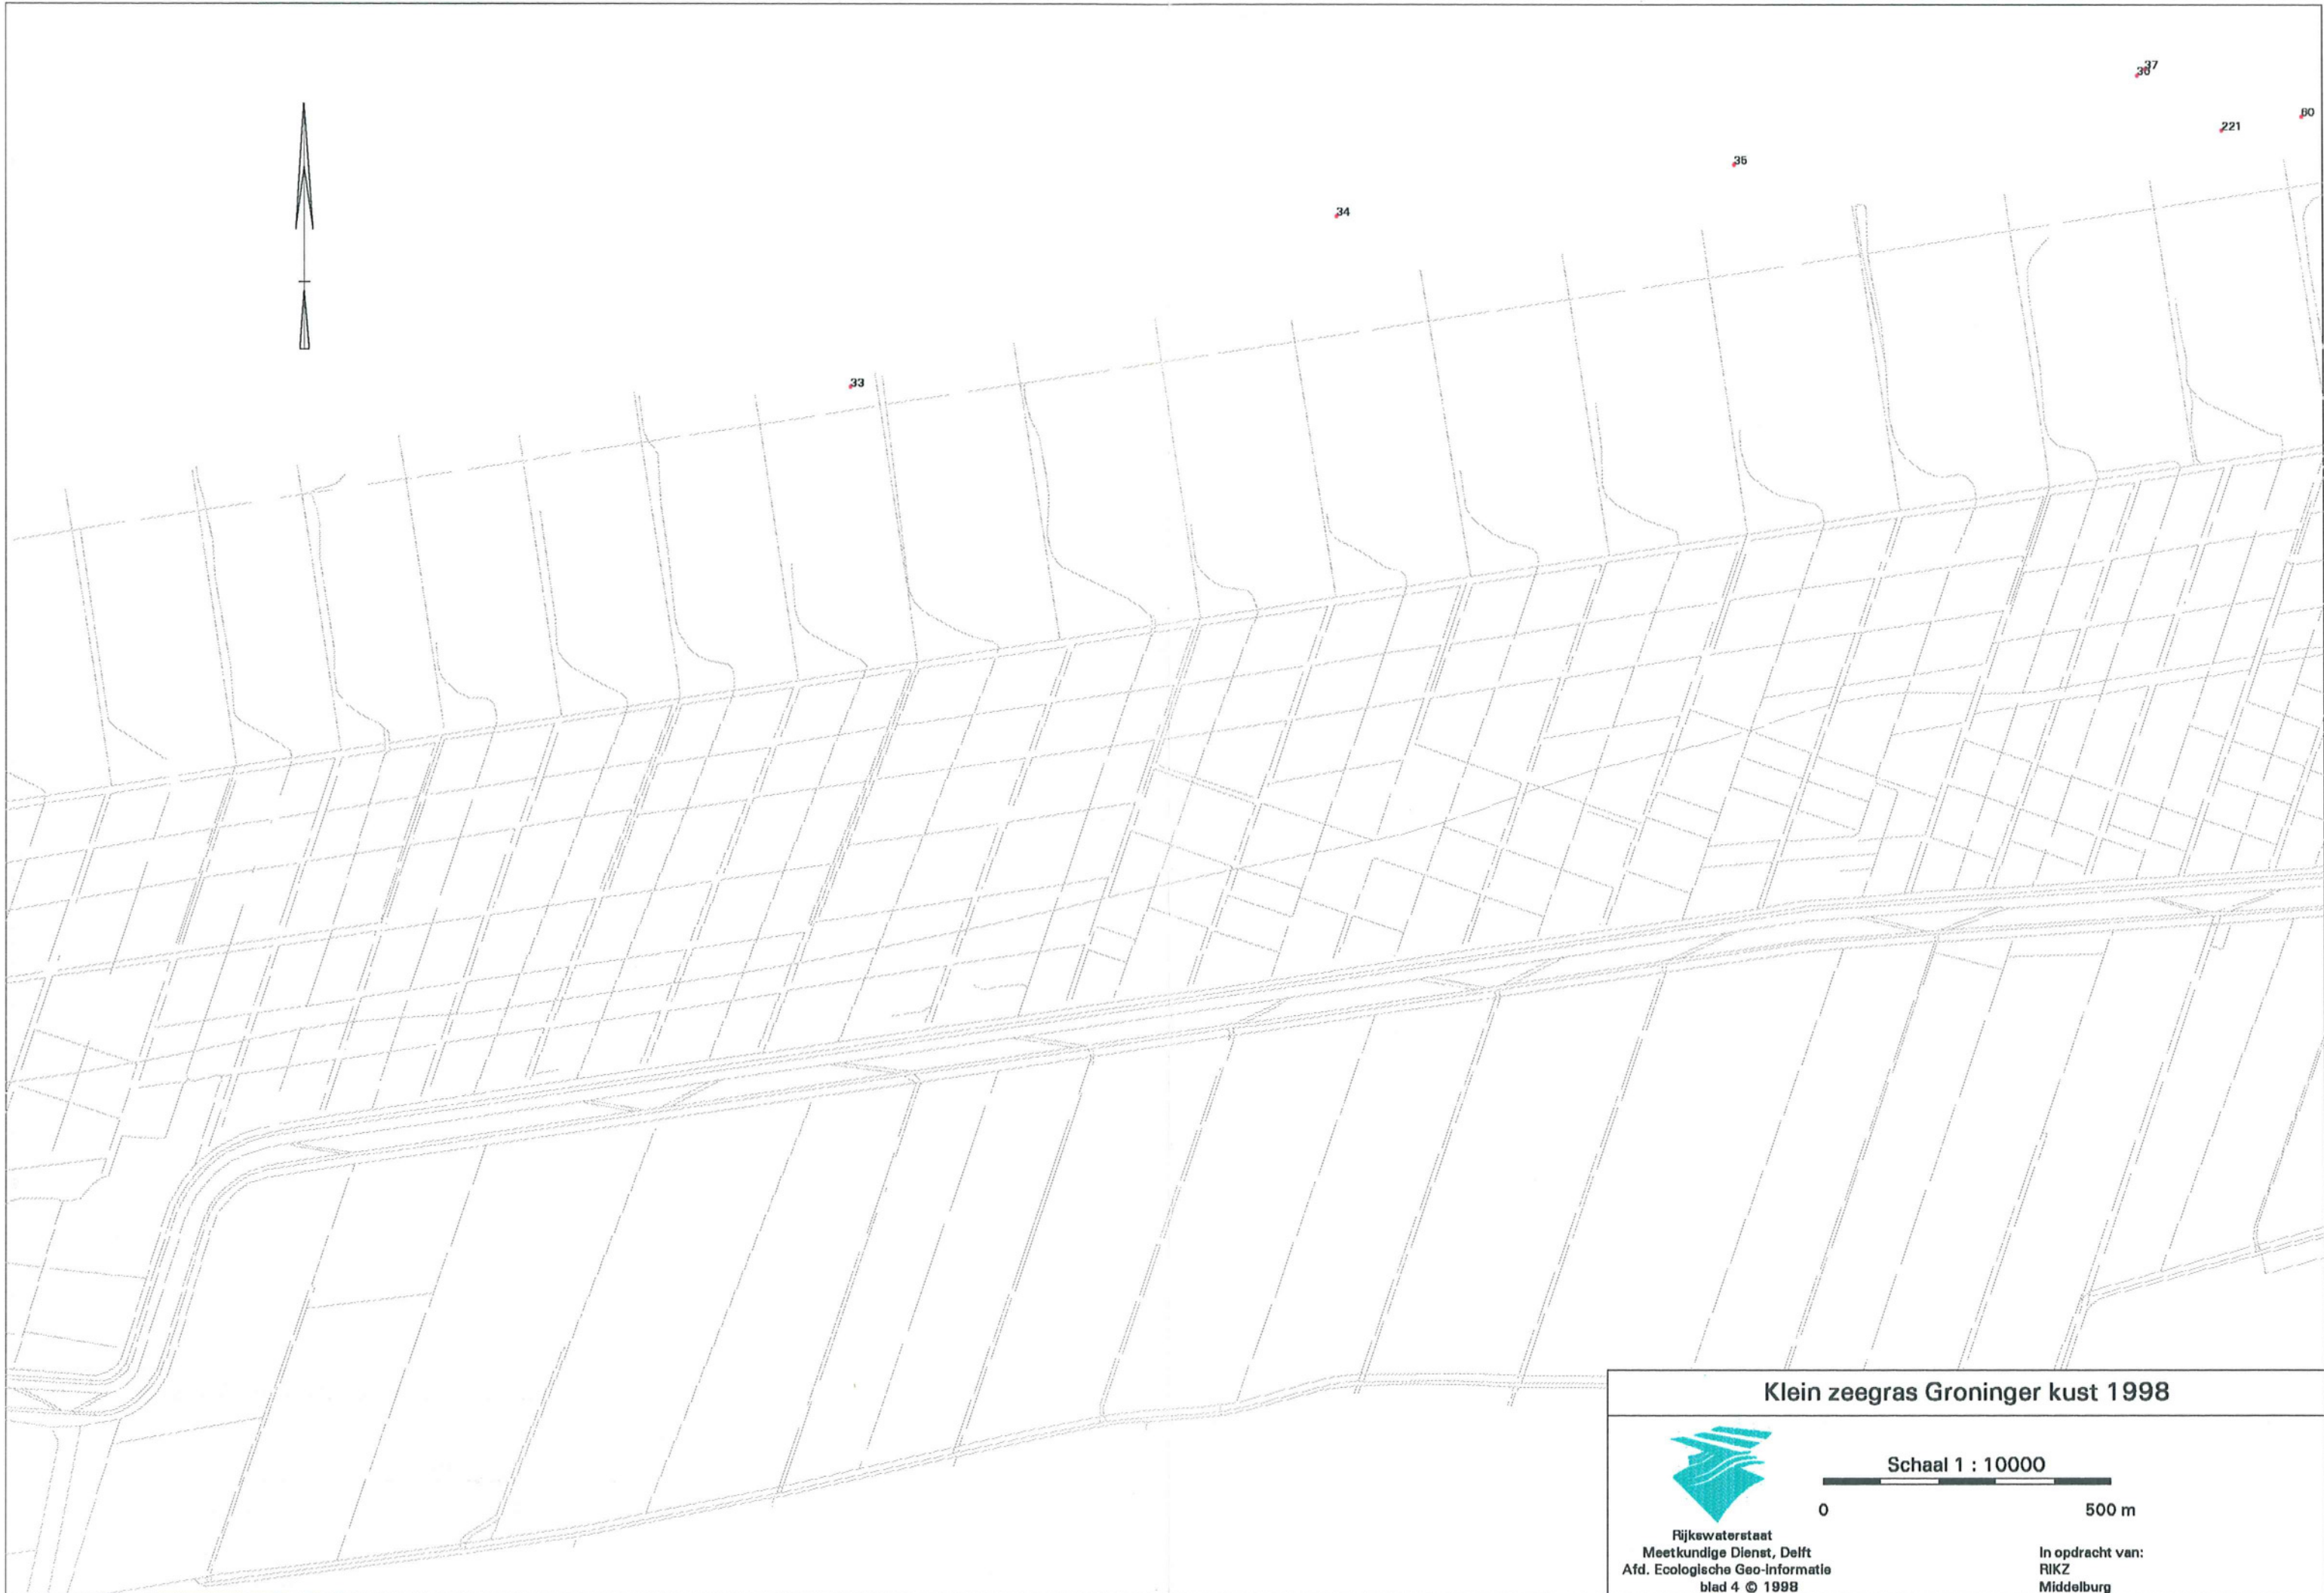 37
36
60
221
35
34
33
Klein zeegras Groninger kust 1998
Schaal 1 : 10000
0 500 m
Rijkswaterstaat
Meetkundige Dienst, Delft
Afd. Ecologische Geo-Informatie
blad 4 © 1998
In opdracht van:
RIKZ
Middelburg